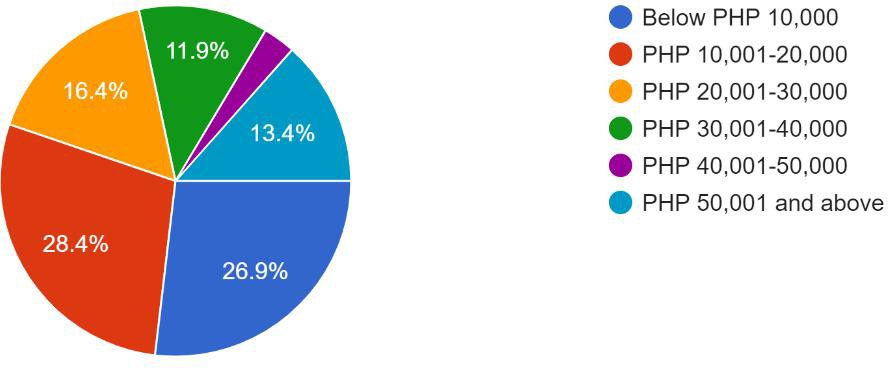 11.9%
16.4%
13.4%
28.4%
26.9%
Below PHP 10,000
PHP 10,001-20,000
PHP 20,001-30,000
PHP 30,001-40,000
PHP 40,001-50,000
PHP 50,001 and above